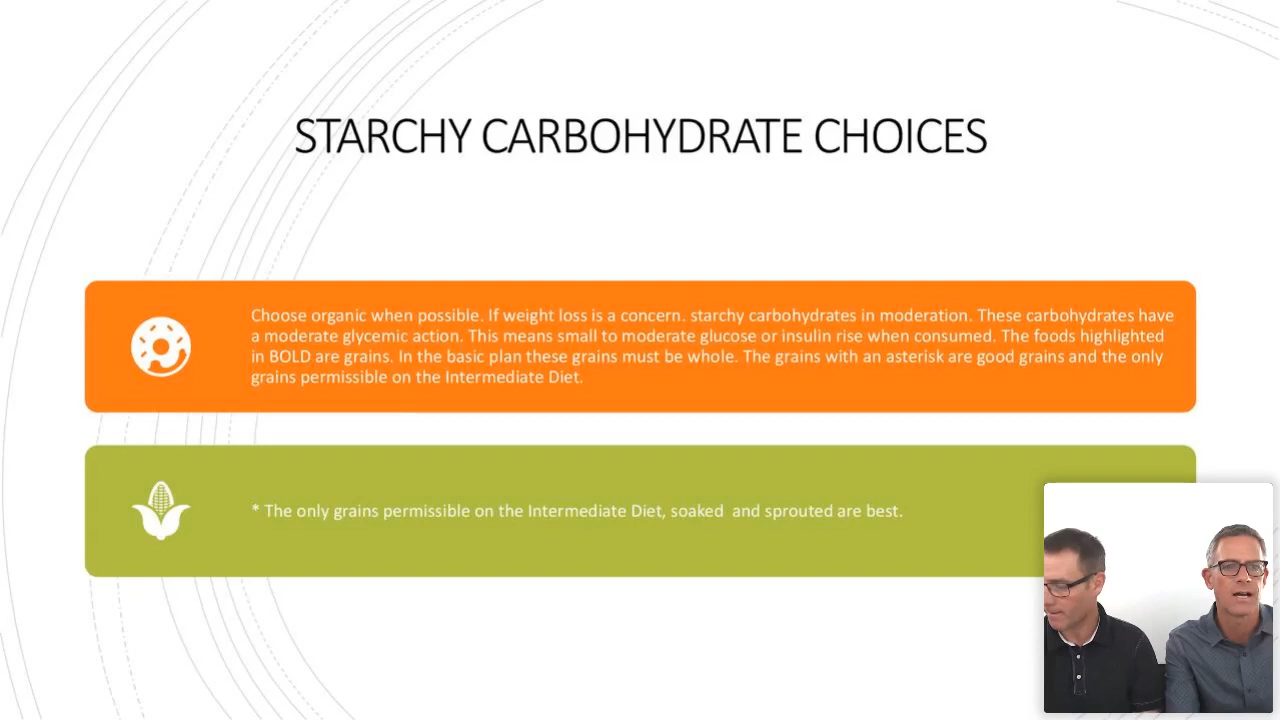 STARCHY CARBOHYDRATE CHOICES
Choose organic when possible. If weight loss is a concern. starchy carbohydrates in moderation. These carbohydrates have
a moderate glycemic action. This means small to moderate glucose or insulin rise when consumed. The foods highlighted
in BOLD are grains. In the basic plan these grains must be whole. The grains with an asterisk are good grains and the only
grains permissible on the Intermediate Diet.
* The only grains permissible on the Intermediate Diet, soaked and sprouted are best.